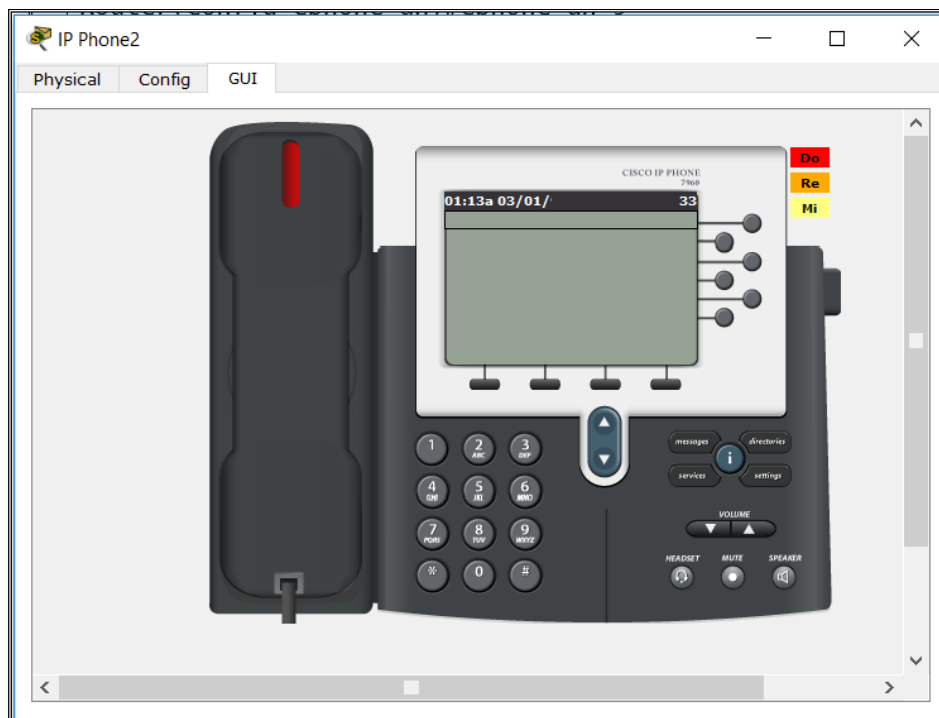 IP Phone2
Physical Config GUI
CISCO IP PHONE
7960
Do
Re
Mi
01:13a 03/01/ 33
1 2 ABC 3 DEF
4 GHI 5 JKL 6 MNO
7 PQRS 8 TUV 9 WXYZ
* 0 #
messages directories
i
services settings
VOLUME
HEADSET MUTE SPEAKER